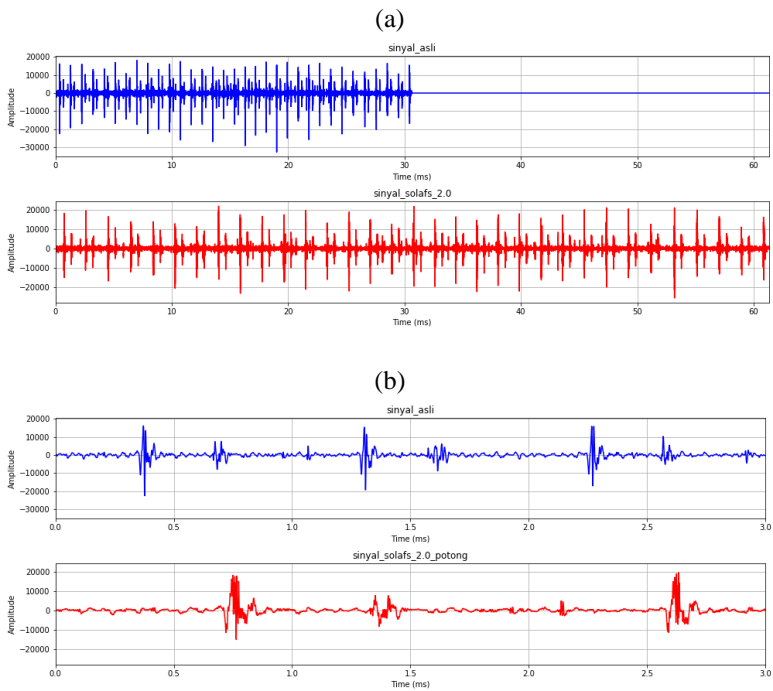 (a)
sinyal_asli
20000
10000
0
-10000
-20000
-30000
Amplitude
0 10 20 30 40 50 60
Time (ms)
sinyal_solafs_2.0
20000
10000
0
-10000
-20000
Amplitude
0 10 20 30 40 50 60
Time (ms)
(b)
sinyal_asli
20000
10000
0
-10000
-20000
-30000
Amplitude
0.0 0.5 1.0 1.5 2.0 2.5 3.0
Time (ms)
sinyal_solafs_2.0_potong
20000
10000
0
-10000
-20000
Amplitude
0.0 0.5 1.0 1.5 2.0 2.5 3.0
Time (ms)